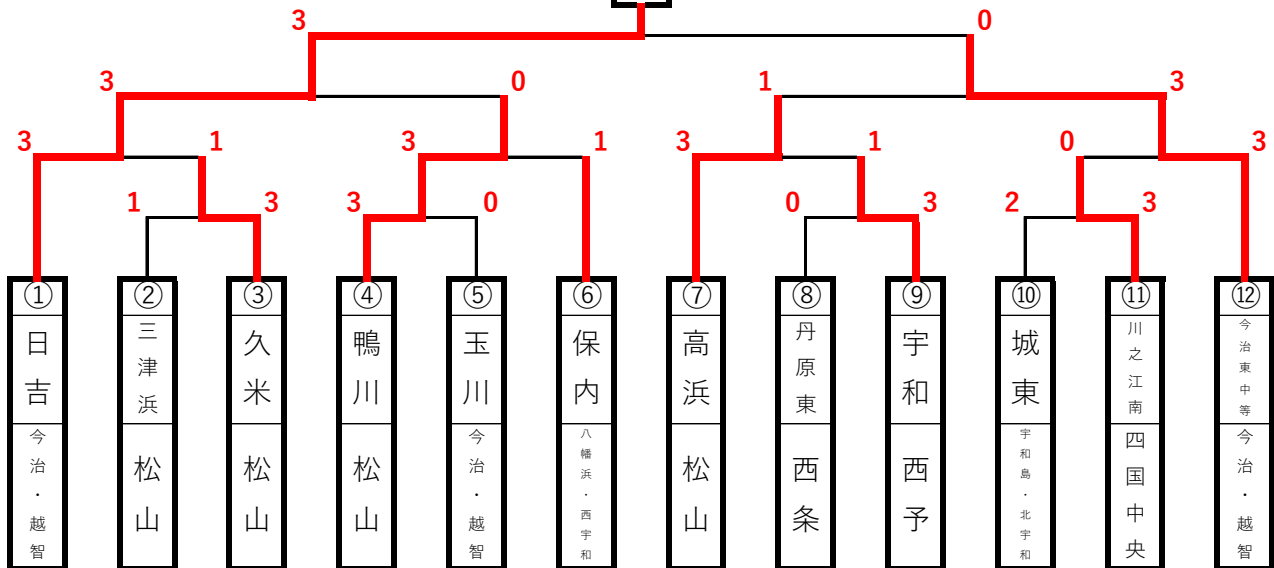 3 0
3 0 1 3
3 1 3 1 3 1 0 3
1 3 3 0 0 3 2 3
① ② ③ ④ ⑤ ⑥ ⑦ ⑧ ⑨ ⑩ ⑪ ⑫
日吉
今治・越智
三津浜
松山
久米
松山
鴨川
松山
玉川
今治・越智
保内
八幡浜・西宇和
高浜
松山
丹原東
西条
宇和
西予
城東
宇和島・北宇和
川之江南
四国中央
今治東中等
今治・越智